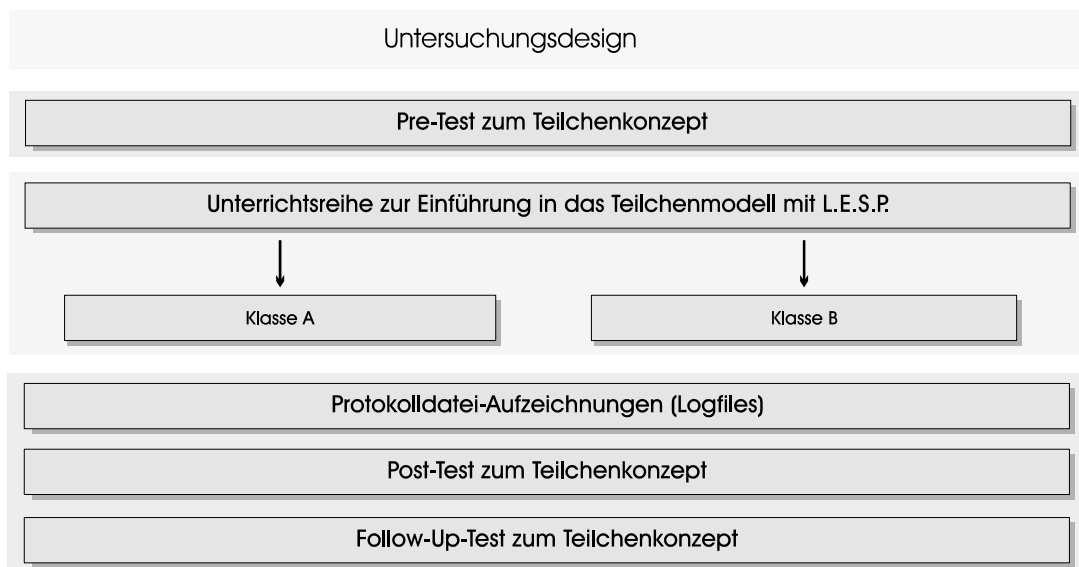 Untersuchungsdesign
Pre-Test zum Teilchenkonzept
Unterrichtsreihe zur Einführung in das Teilchenmodell mit L.E.S.P.
Klasse A
Klasse B
Protokolldatei-Aufzeichnungen (Logfiles)
Post-Test zum Teilchenkonzept
Follow-Up-Test zum Teilchenkonzept